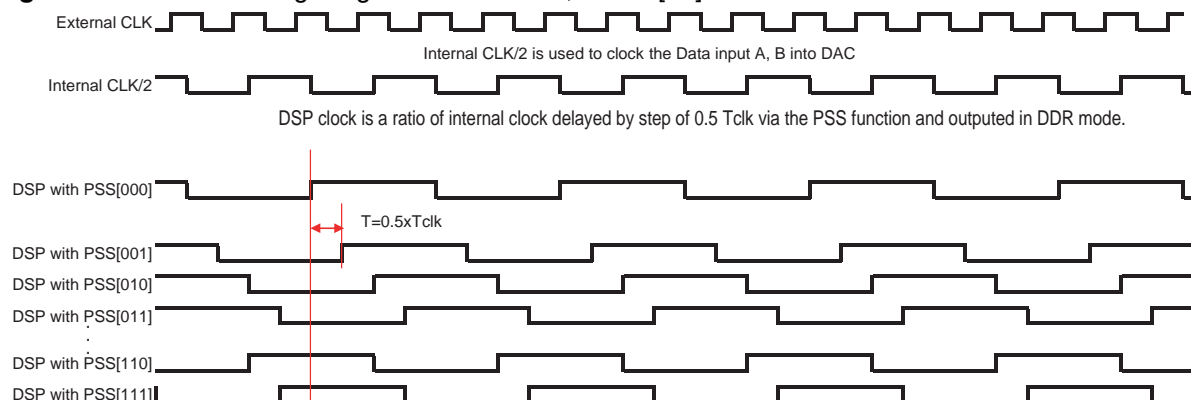 External CLK
Internal CLK/2 is used to clock the Data input A, B into DAC
Internal CLK/2
DSP clock is a ratio of internal clock delayed by step of 0.5 Tclk via the PSS function and outputed in DDR mode.
DSP with PSS[000]
T=0.5xTclk
DSP with PSS[001]
DSP with PSS[010]
DSP with PSS[011]
DSP with PSS[110]
DSP with PSS[111]